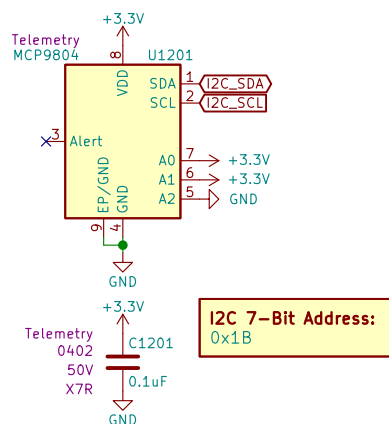 +3.3V
Telemetry
MCP9804 U1201
8
VDD
SDA 1 I2C_SDA
SCL 2 I2C_SCL
3 Alert
A0 7 +3.3V
A1 6 +3.3V
A2 5 GND
EP/GND GND
9 4
GND
+3.3V
Telemetry C1201
0402
50V
X7R 0.1uF
GND
I2C 7-Bit Address:
0x1B